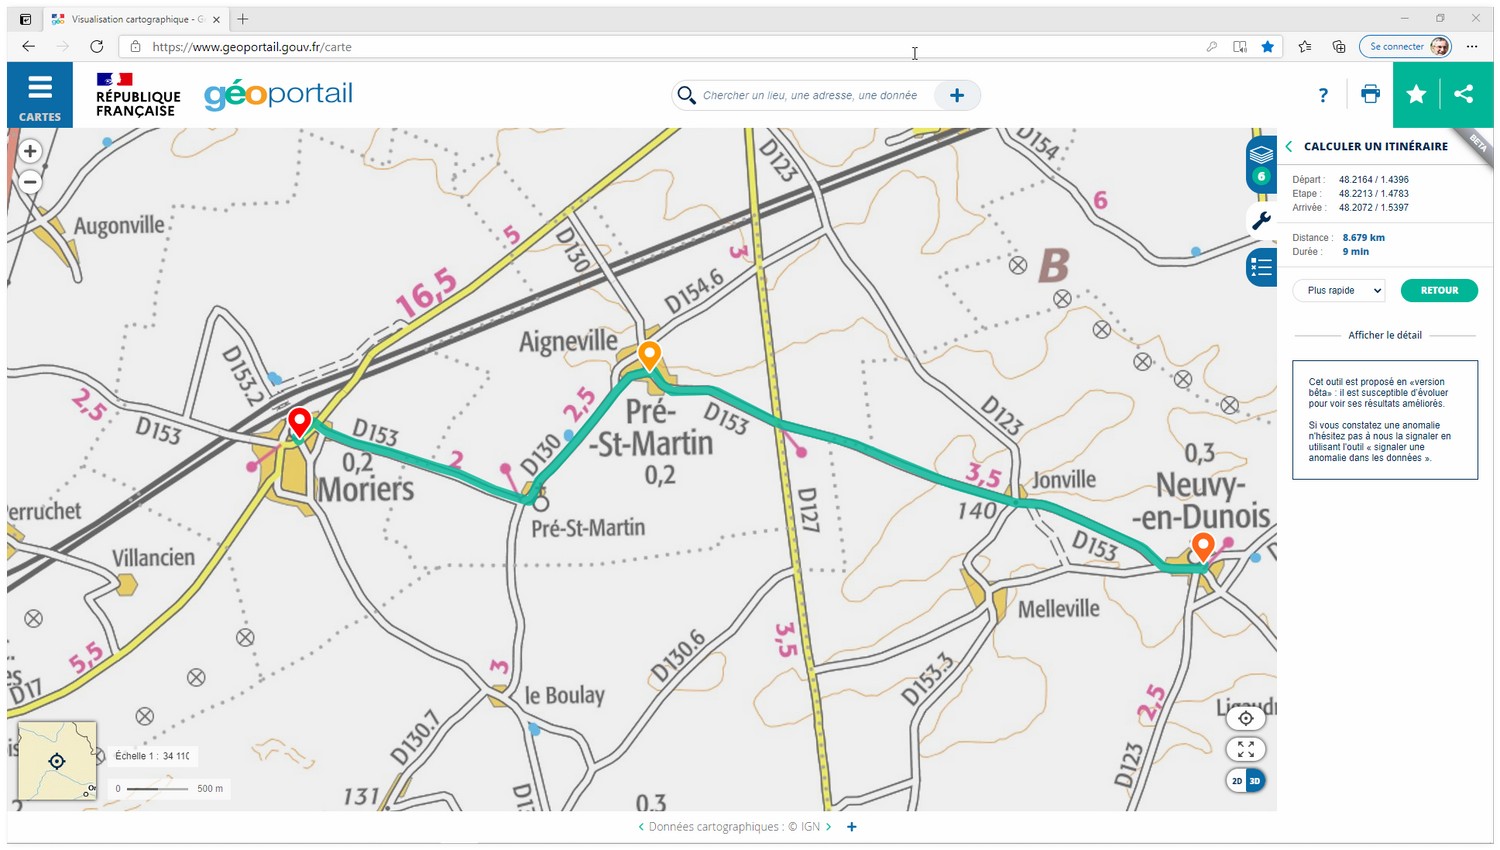 Visualisation cartographique - G
https://www.geoportail.gouv.fr/carte
Se connecter
CARTES
RÉPUBLIQUE
FRANÇAISE
géoportail
Chercher un lieu, une adresse, une donnée
?
BETA
CALCULER UN ITINÉRAIRE
Départ : 48.2164 / 1.4396
Etape : 48.2213 / 1.4783
Arrivée : 48.2072 / 1.5397
Distance : 8.679 km
Durée : 9 min
Plus rapide
RETOUR
Afficher le détail
Cet outil est proposé en «version
bêta» : il est susceptible d'évoluer
pour voir ses résultats améliorés.
Si vous constatez une anomalie
n'hésitez pas à nous la signaler en
utilisant l'outil « signaler une
anomalie dans les données ».
6
D123
D154
6
Augonville
5
D130
3
B
16,5
D154.6
Aigneville
D153.2
2,5
D153
D153
0,2
Moriers
2
2,5
D130
Pré-
-St-Martin
0,2
D153
D123
3,5
Jonville
140
0,3
Neuvy-
-en-Dunois
D153
D127
Pré-St-Martin
erruchet
Villancien
Melleville
5,5
D17
3
D130.6
3,5
D153.3
le Boulay
2,5
D130.7
D123
131
0,3
Échelle 1 : 34 110
0 500 m
2D 3D
Données cartographiques : © IGN